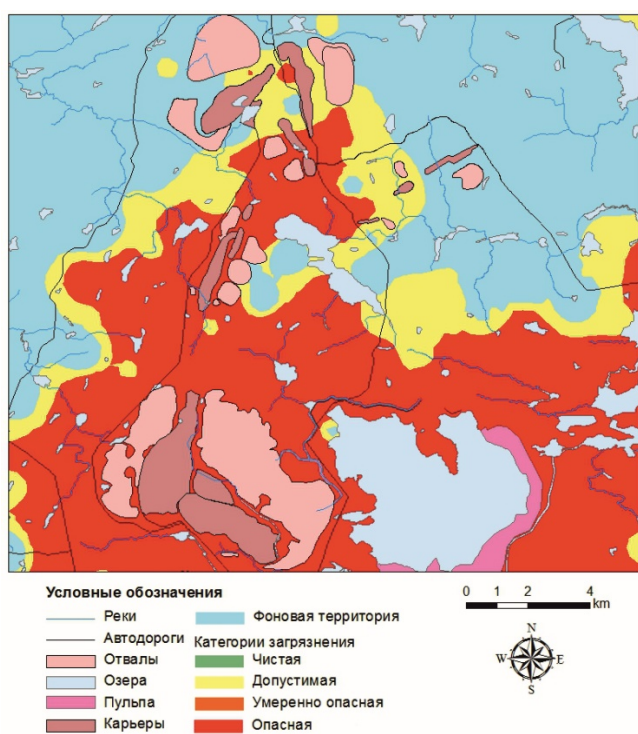 Условные обозначения
Реки
Автодороги
Отвалы
Озера
Пульпа
Карьеры
Фоновая территория
Категории загрязнения
Чистая
Допустимая
Умеренно опасная
Опасная
0 1 2 4
km
N
W E
S